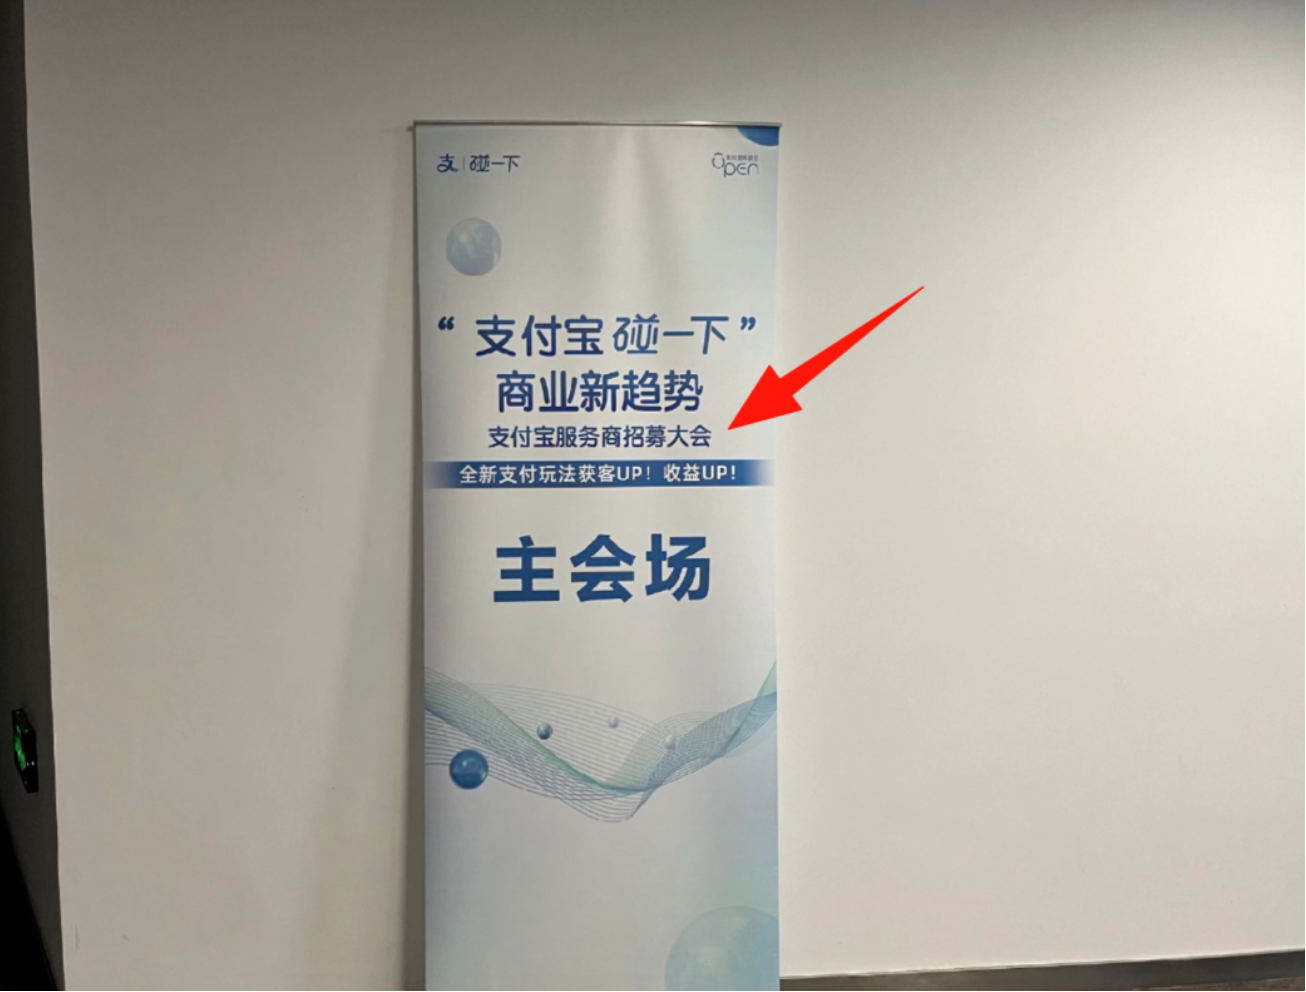 支 | 碰一下
Open
“支付宝碰一下”
商业新趋势
支付宝服务商招募大会
全新支付玩法获客UP！收益UP！
主会场